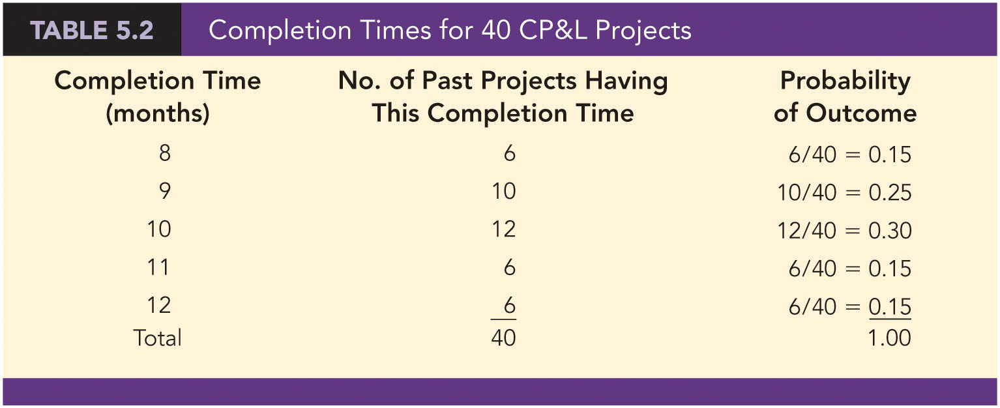 TABLE 5.2 Completion Times for 40 CP&L Projects
Completion Time No. of Past Projects Having Probability
(months) This Completion Time of Outcome
8 6 6/40 = 0.15
9 10 10/40 = 0.25
10 12 12/40 = 0.30
11 6 6/40 = 0.15
12 6 6/40 = 0.15
Total 40 1.00